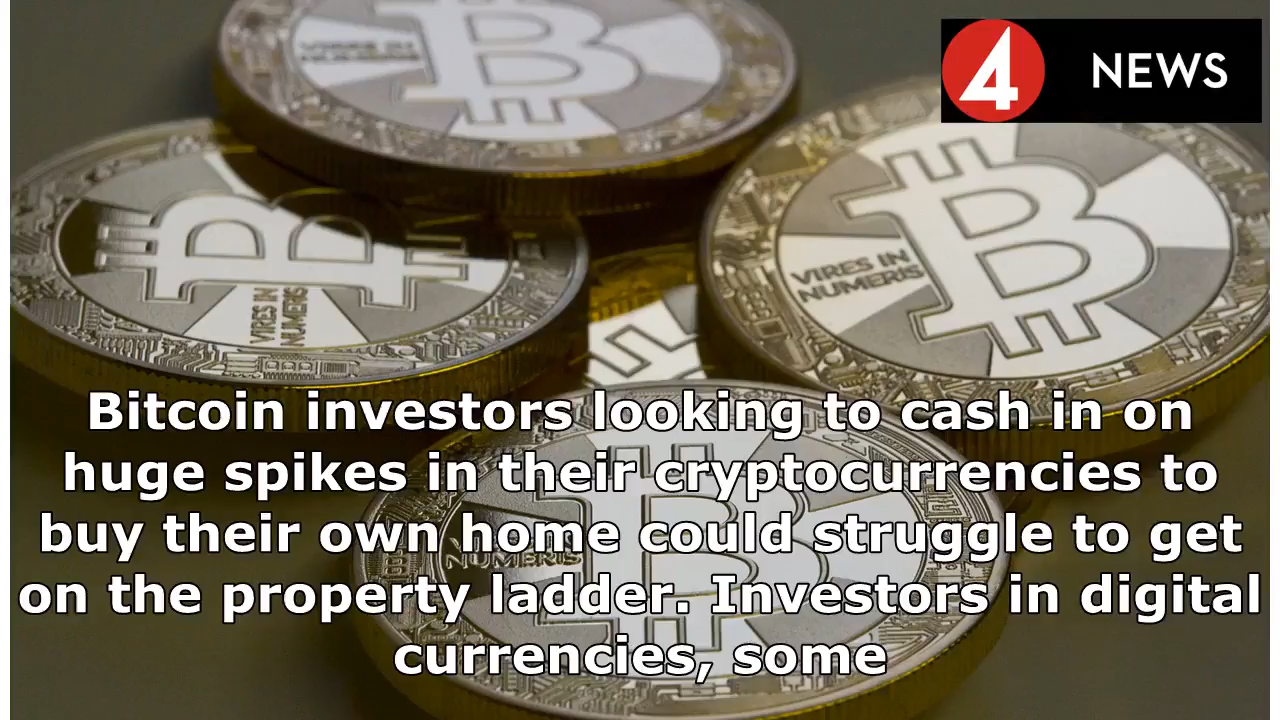 4 NEWS
VIRES IN
NUMERIS
VIRES IN
NUMERIS
VIRES IN
NUMERIS
Bitcoin investors looking to cash in on
huge spikes in their cryptocurrencies to
buy their own home could struggle to get
on the property ladder. Investors in digital
currencies, some
NUMERIS